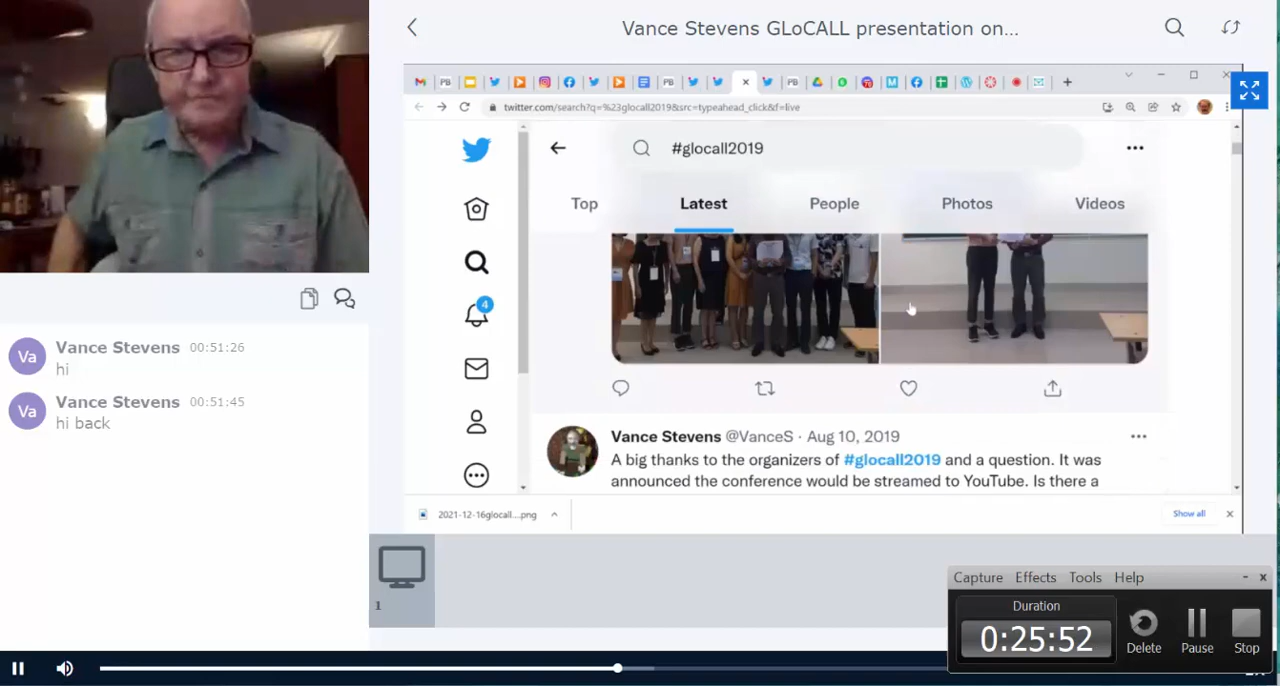 Vance Stevens GLoCALL presentation on...
twitter.com/search?q=%23glocall2019&src=typeahead_click&f=live
#glocall2019
Top Latest People Photos Videos
4
Va Vance Stevens 00:51:26
hi
Va Vance Stevens 00:51:45
hi back
Vance Stevens @VanceS · Aug 10, 2019
A big thanks to the organizers of #glocall2019 and a question. It was
announced the conference would be streamed to YouTube. Is there a
2021-12-16glocall....png
Show all
1
Capture Effects Tools Help
Duration
0:25:52
Delete Pause Stop